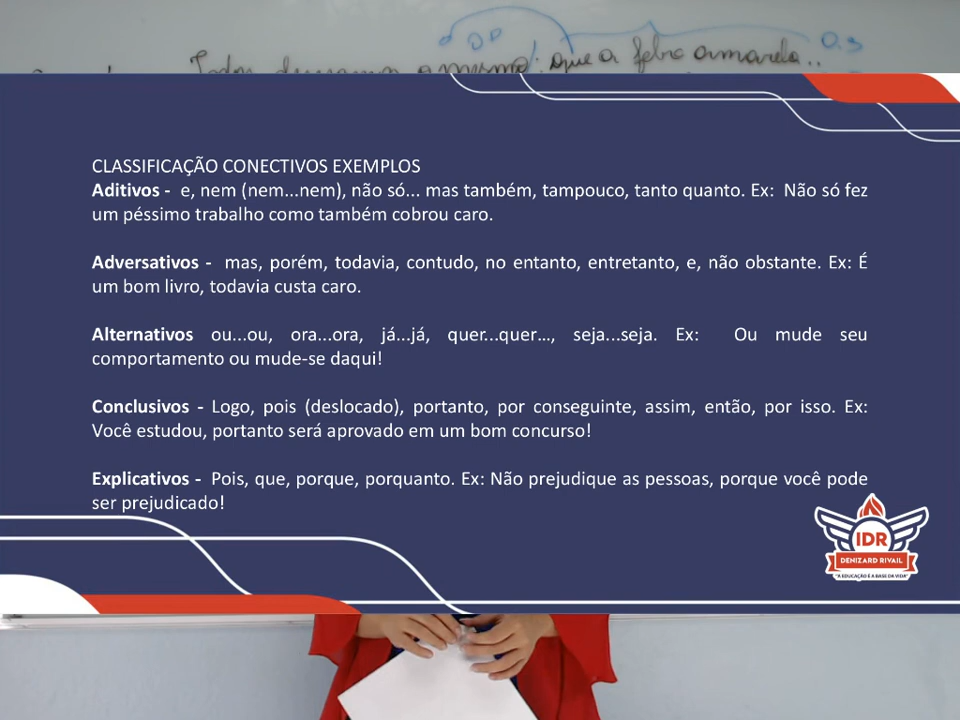 que a febre amarela..
CLASSIFICAÇÃO CONECTIVOS EXEMPLOS
Aditivos - e, nem (nem...nem), não só... mas também, tampouco, tanto quanto. Ex: Não só fez
um péssimo trabalho como também cobrou caro.
Adversativos - mas, porém, todavia, contudo, no entanto, entretanto, e, não obstante. Ex: É
um bom livro, todavia custa caro.
Alternativos ou...ou, ora...ora, já...já, quer...quer..., seja...seja. Ex: Ou mude seu
comportamento ou mude-se daqui!
Conclusivos - Logo, pois (deslocado), portanto, por conseguinte, assim, então, por isso. Ex:
Você estudou, portanto será aprovado em um bom concurso!
Explicativos - Pois, que, porque, porquanto. Ex: Não prejudique as pessoas, porque você pode
ser prejudicado!
IDR
DENIZARD RIVAIL
"A EDUCAÇÃO É A BASE DA VIDA"